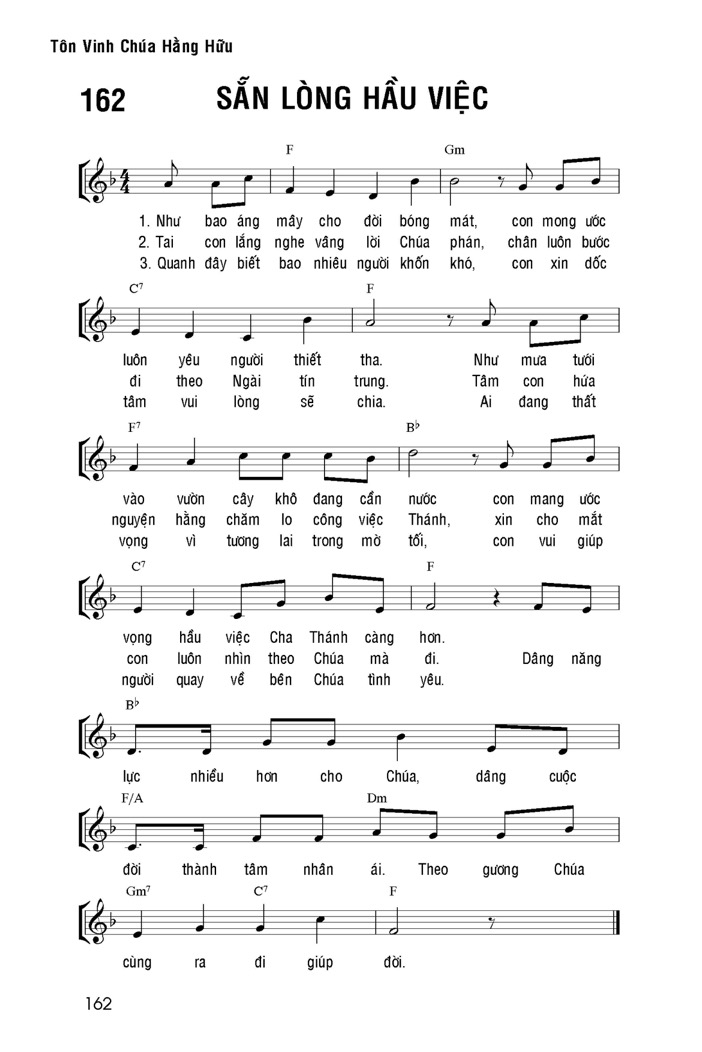 Tôn Vinh Chúa Hằng Hữu
162 SẴN LÒNG HẦU VIỆC
F Gm
4
4
1. Như bao áng mây cho đời bóng mát, con mong ước
2. Tai con lắng nghe vâng lời Chúa phán, chân luôn bước
3. Quanh đây biết bao nhiêu người khốn khó, con xin dốc
C7 F
luôn yêu người thiết tha. Như mưa tưới
đi theo Ngài tín trung. Tâm con hứa
tâm vui lòng sẽ chia. Ai đang thất
F7 B♭
vào vườn cây khô đang cần nước con mang ước
nguyện hằng chăm lo công việc Thánh, xin cho mắt
vọng vì tương lai trong mờ tối, con vui giúp
C7 F
vọng hầu việc Cha Thánh càng hơn.
con luôn nhìn theo Chúa mà đi. Dâng năng
người quay về bên Chúa tình yêu.
B♭
lực nhiều hơn cho Chúa, dâng cuộc
F/A Dm
đời thành tâm nhân ái. Theo gương Chúa
Gm7 C7 F
cùng ra đi giúp đời.
162